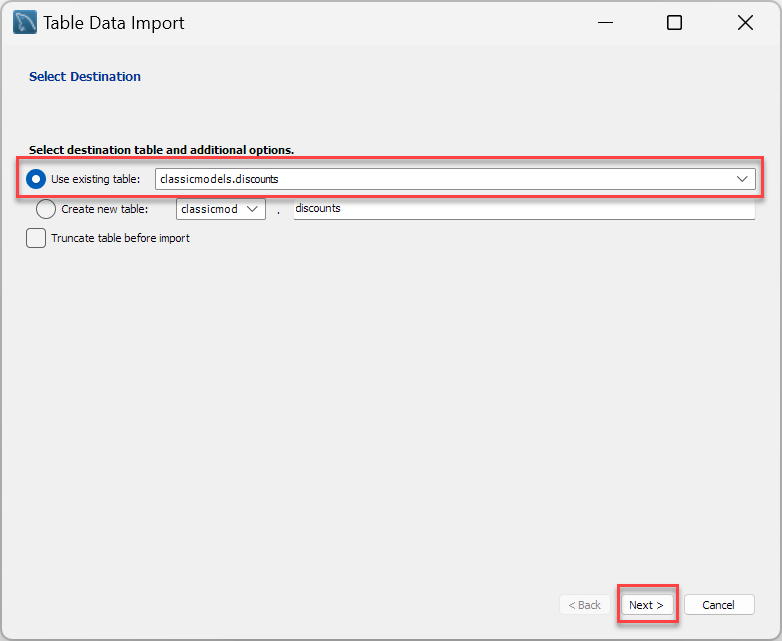 Table Data Import
Select Destination
Select destination table and additional options.
Use existing table: classicmodels.discounts
Create new table: classicmod . discounts
Truncate table before import
< Back Next > Cancel